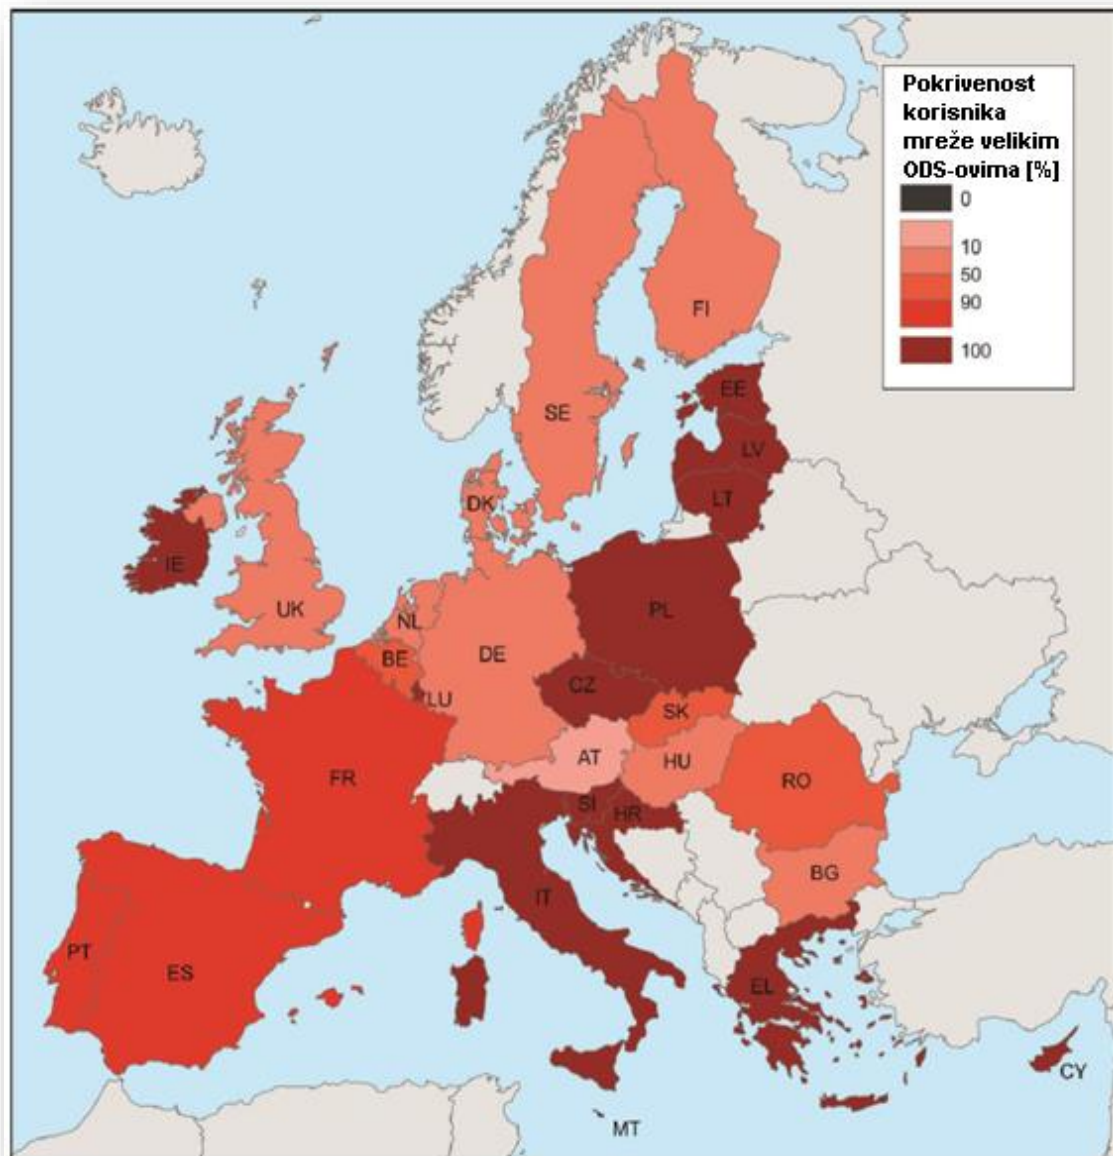 Pokrivenost
korisnika
mreže velikim
ODS-ovima [%]
0
10
50
90
100
FI
SE
EE
LV
LT
DK
IE
UK
NL
PL
BE
DE
LU
CZ
SK
AT
HU
FR
RO
SI
HR
BG
IT
PT
ES
EL
CY
MT